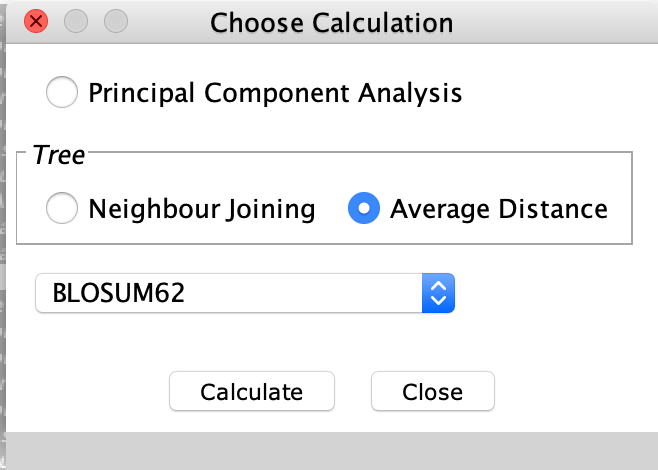 Choose Calculation
Principal Component Analysis
Tree
Neighbour Joining Average Distance
BLOSUM62
Calculate Close